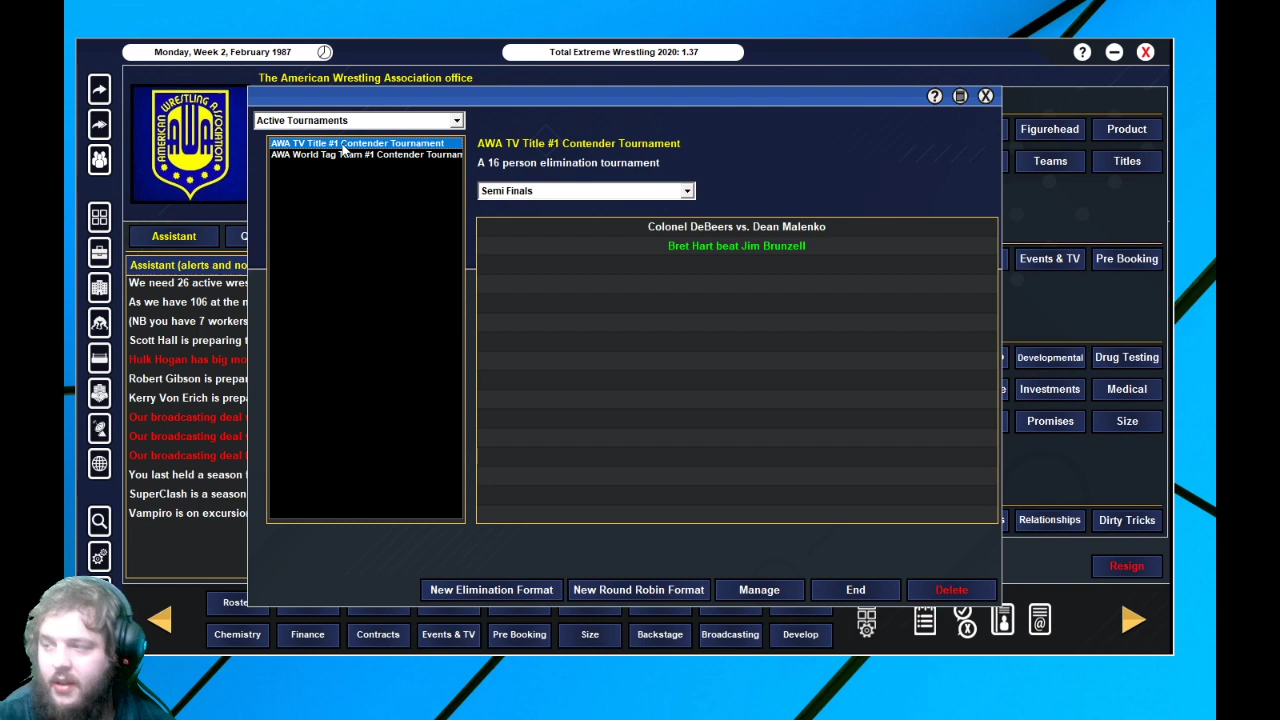 Monday, Week 2, February 1987
Total Extreme Wrestling 2020: 1.37
?
X
The American Wrestling Association office
AMERICAN WRESTLING ASSOCIATION
AWA
? X
Active Tournaments
AWA TV Title #1 Contender Tournament
AWA World Tag Team #1 Contender Tournam
AWA TV Title #1 Contender Tournament
A 16 person elimination tournament
Semi Finals
Colonel DeBeers vs. Dean Malenko
Bret Hart beat Jim Brunzell
Figurehead Product
Teams Titles
Assistant
Events & TV Pre Booking
Assistant (alerts and no
We need 26 active wres
As we have 106 at the n
(NB you have 7 workers
Scott Hall is preparing t
Hulk Hogan has big mo
Robert Gibson is prepar
Kerry Von Erich is prepa
Our broadcasting deal
Our broadcasting deal
Our broadcasting deal
You last held a season
SuperClash is a season
Vampiro is on excursio
Developmental Drug Testing
Investments Medical
Promises Size
Relationships Dirty Tricks
Resign
New Elimination Format New Round Robin Format Manage End Delete
Roste
Chemistry Finance Contracts Events & TV Pre Booking Size Backstage Broadcasting Develop